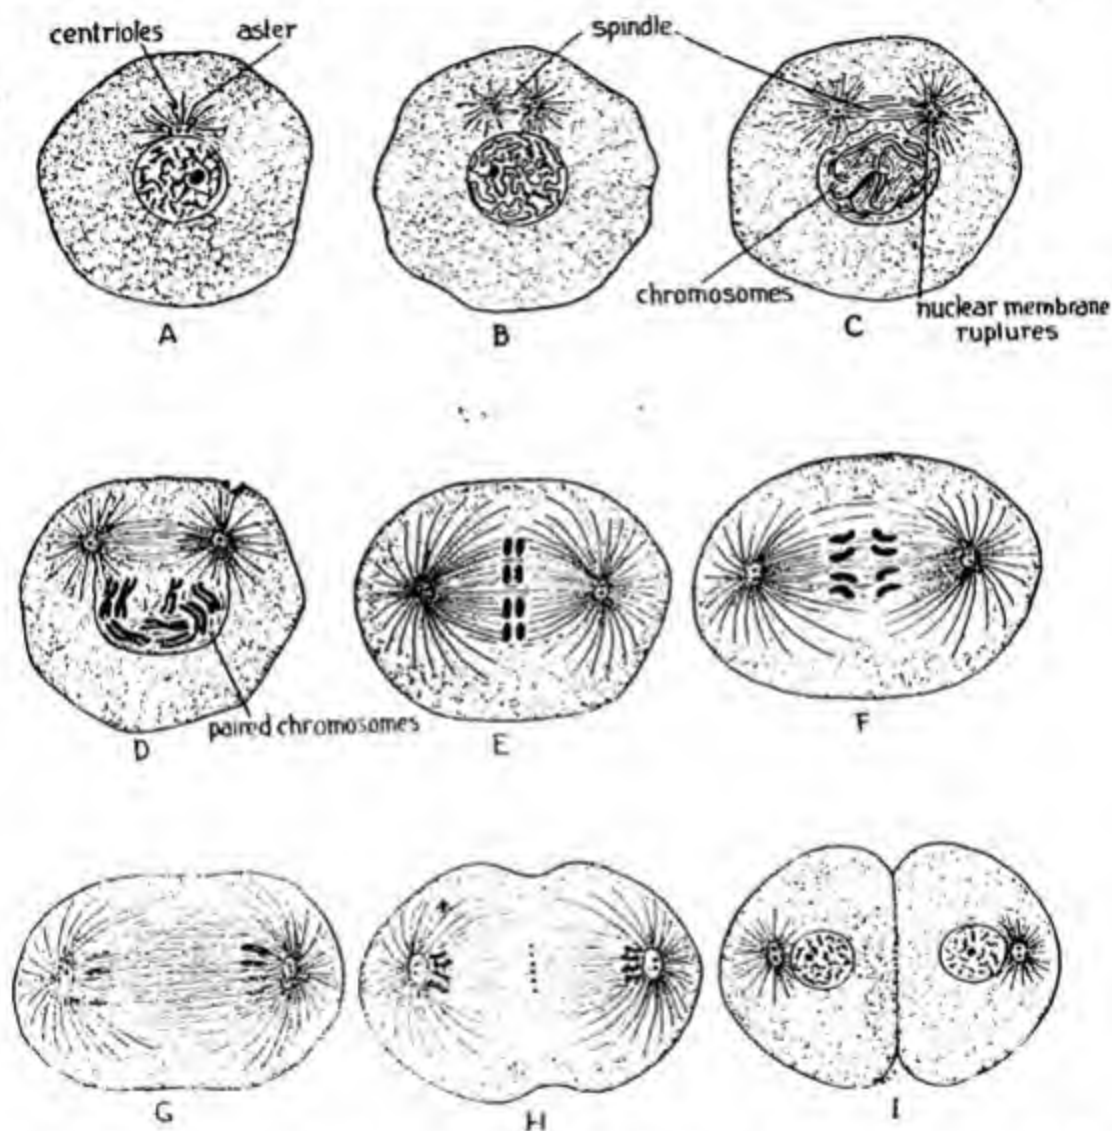 centrioles
aster
spindle
A
B
chromosomes
C
nuclear membrane
ruptures
D
paired chromosomes
E
F
G
H
I